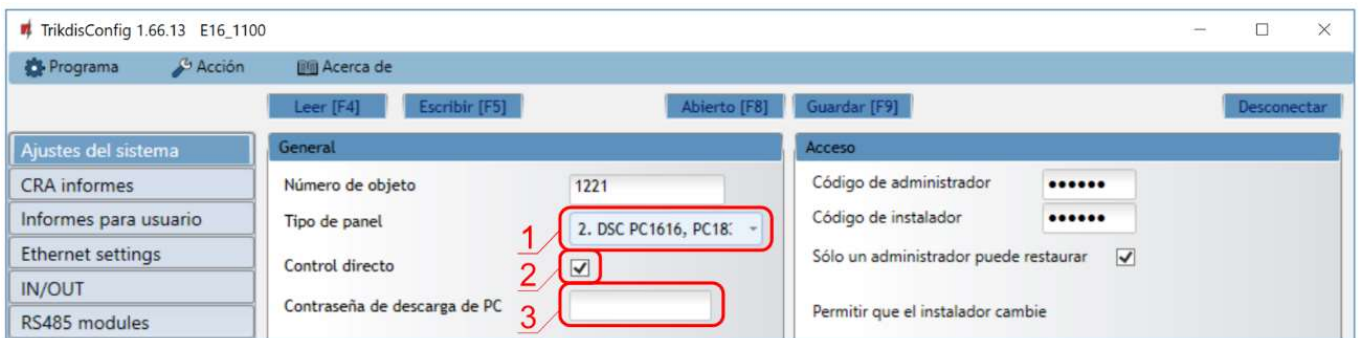 TrikdisConfig 1.66.13 E16_1100
Programa Acción Acerca de
Leer [F4] Escribir [F5] Abierto [F8] Guardar [F9] Desconectar
Ajustes del sistema
CRA informes
Informes para usuario
Ethernet settings
IN/OUT
RS485 modules
General
Número de objeto 1221
Tipo de panel 1 2. DSC PC1616, PC18
Control directo 2
Contraseña de descarga de PC 3
Acceso
Código de administrador ••••••
Código de instalador ••••••
Sólo un administrador puede restaurar
Permitir que el instalador cambie